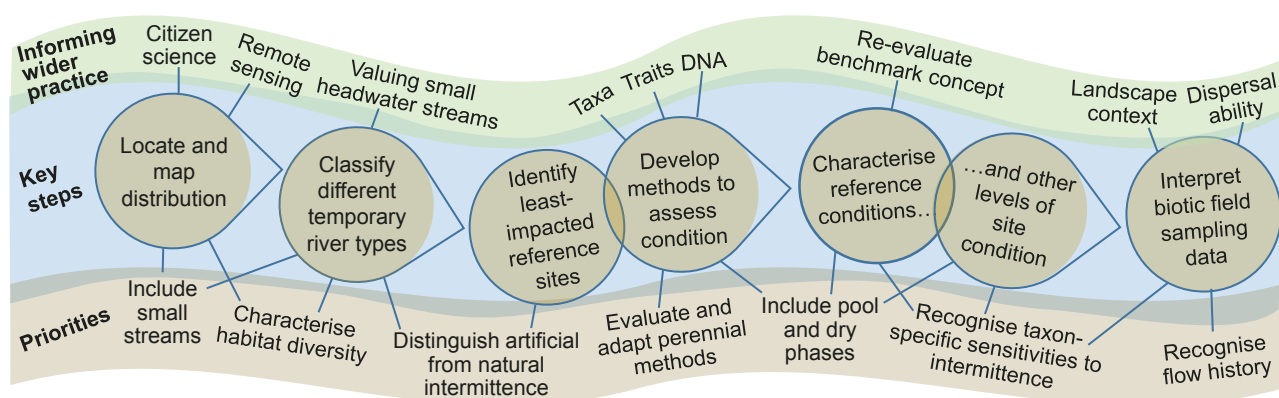 Informing
wider
practice
Citizen
science
Remote
sensing
Valuing small
headwater streams
Taxa
Traits
DNA
Re-evaluate
benchmark concept
Landscape
context
Dispersal
ability
Key
steps
Locate and
map
distribution
Classify
different
temporary
river types
Identify
least-
impacted
reference
sites
Develop
methods to
assess
condition
Characterise
reference
conditions…
…and other
levels of
site
condition
Interpret
biotic field
sampling
data
Priorities
Include
small
streams
Characterise
habitat diversity
Distinguish artificial
from natural
intermittence
Evaluate and
adapt perennial
methods
Include pool
and dry
phases
Recognise taxon-
specific sensitivities to
intermittence
Recognise
flow history